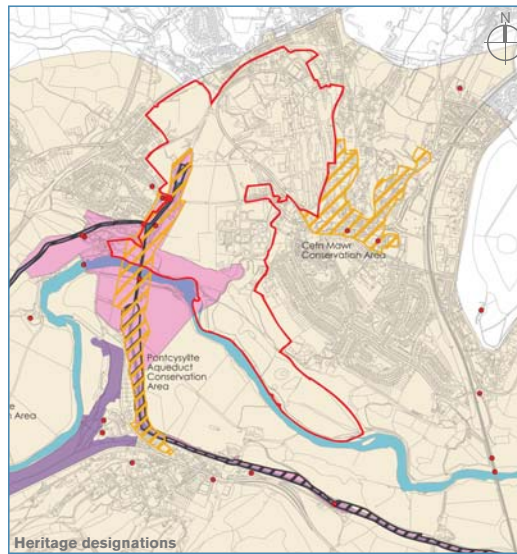 N
Cefn Mawr
Conservation Area
Pontcysyllte
Aqueduct
Conservation
Area
n Area
Heritage designations